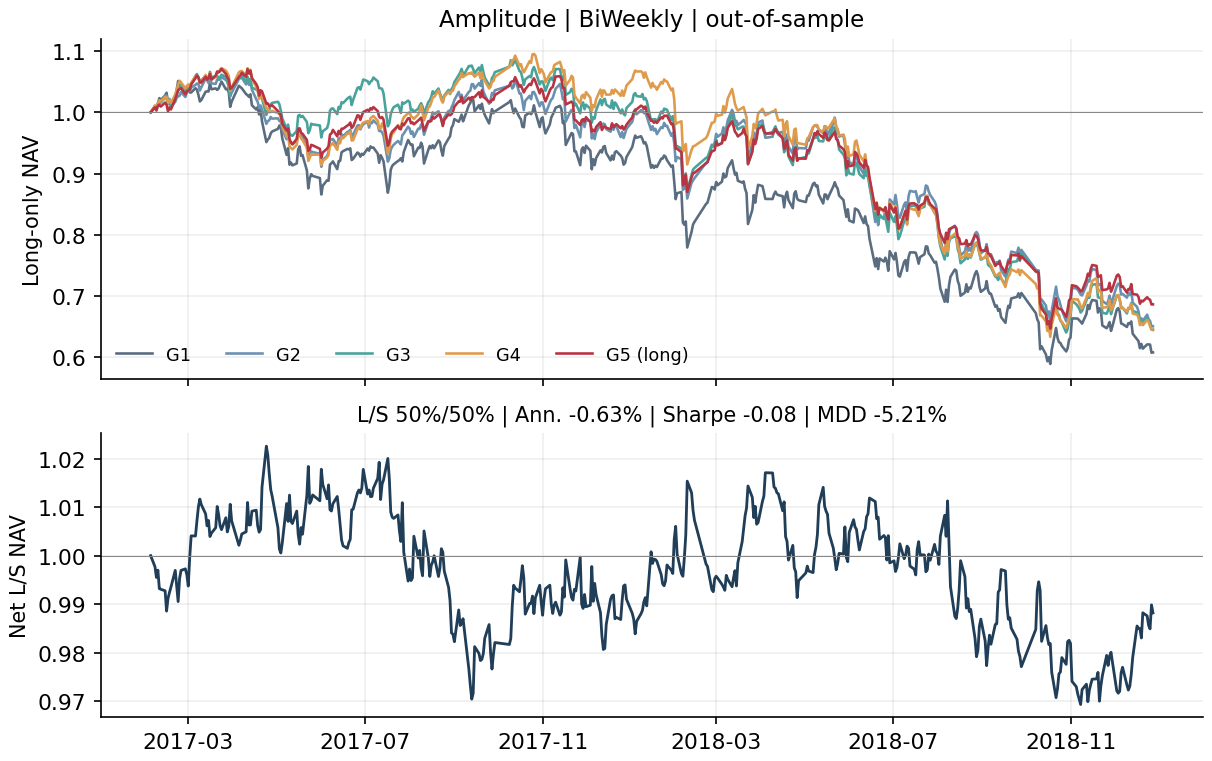 Amplitude | BiWeekly | out-of-sample
Long-only NAV
1.1
1.0
0.9
0.8
0.7
0.6
G1 G2 G3 G4 G5 (long)
L/S 50%/50% | Ann. -0.63% | Sharpe -0.08 | MDD -5.21%
Net L/S NAV
1.02
1.01
1.00
0.99
0.98
0.97
2017-03 2017-07 2017-11 2018-03 2018-07 2018-11